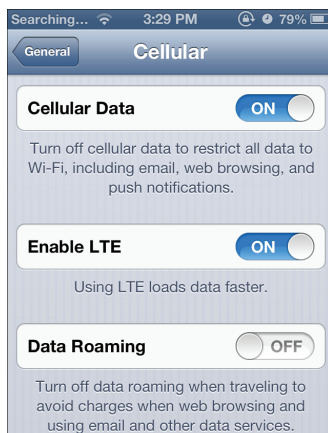 Searching... 3:29 PM 79%
General Cellular
Cellular Data ON
Turn off cellular data to restrict all data to
Wi-Fi, including email, web browsing, and
push notifications.
Enable LTE ON
Using LTE loads data faster.
Data Roaming OFF
Turn off data roaming when traveling to
avoid charges when web browsing and
using email and other data services.